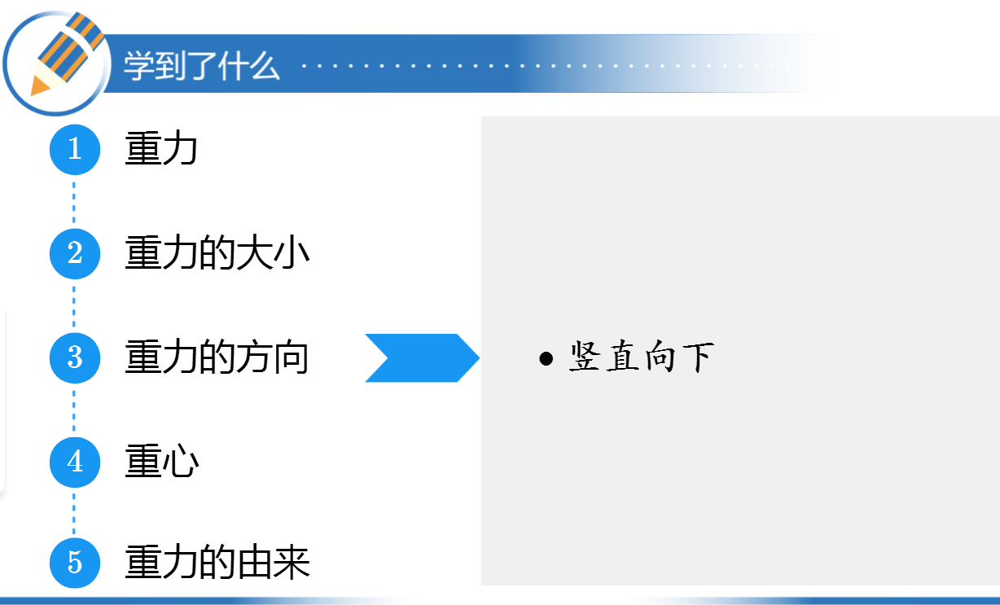 学到了什么
1 重力
2 重力的大小
3 重力的方向
• 竖直向下
4 重心
5 重力的由来